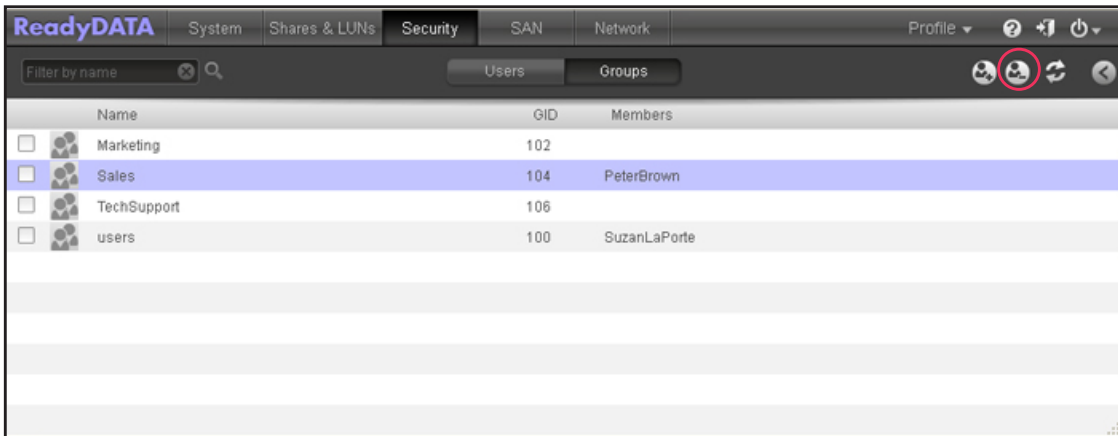 ReadyDATA System Shares & LUNs Security SAN Network Profile
Filter by name Users Groups
Name GID Members
Marketing 102
Sales 104 PeterBrown
TechSupport 106
users 100 SuzanLaPorte